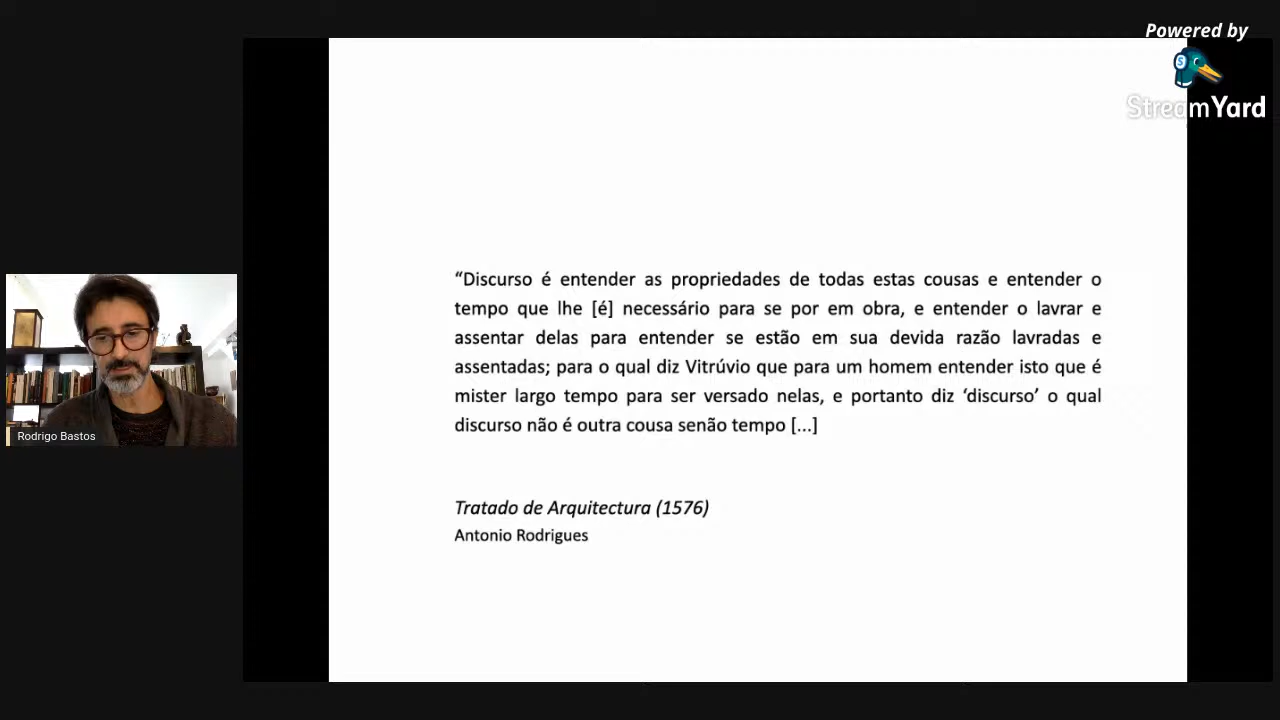 Powered by
StreamYard
“Discurso é entender as propriedades de todas estas cousas e entender o
tempo que lhe [é] necessário para se por em obra, e entender o lavrar e
assentar delas para entender se estão em sua devida razão lavradas e
assentadas; para o qual diz Vitrúvio que para um homem entender isto que é
mister largo tempo para ser versado nelas, e portanto diz ‘discurso’ o qual
discurso não é outra cousa senão tempo [...]
Rodrigo Bastos
Tratado de Arquitectura (1576)
Antonio Rodrigues